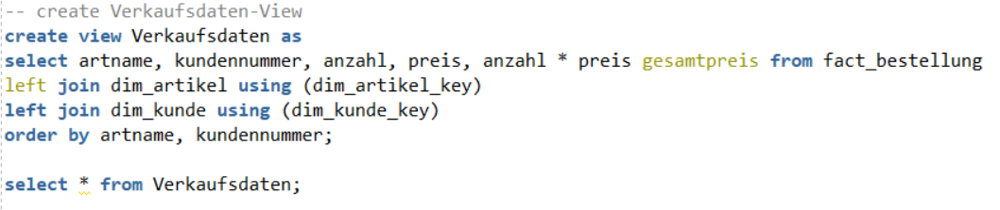 -- create Verkaufsdaten-View
create view Verkaufsdaten as
select artname, kundennummer, anzahl, preis, anzahl * preis gesamtpreis from fact_bestellung
left join dim_artikel using (dim_artikel_key)
left join dim_kunde using (dim_kunde_key)
order by artname, kundennummer;
select * from Verkaufsdaten;